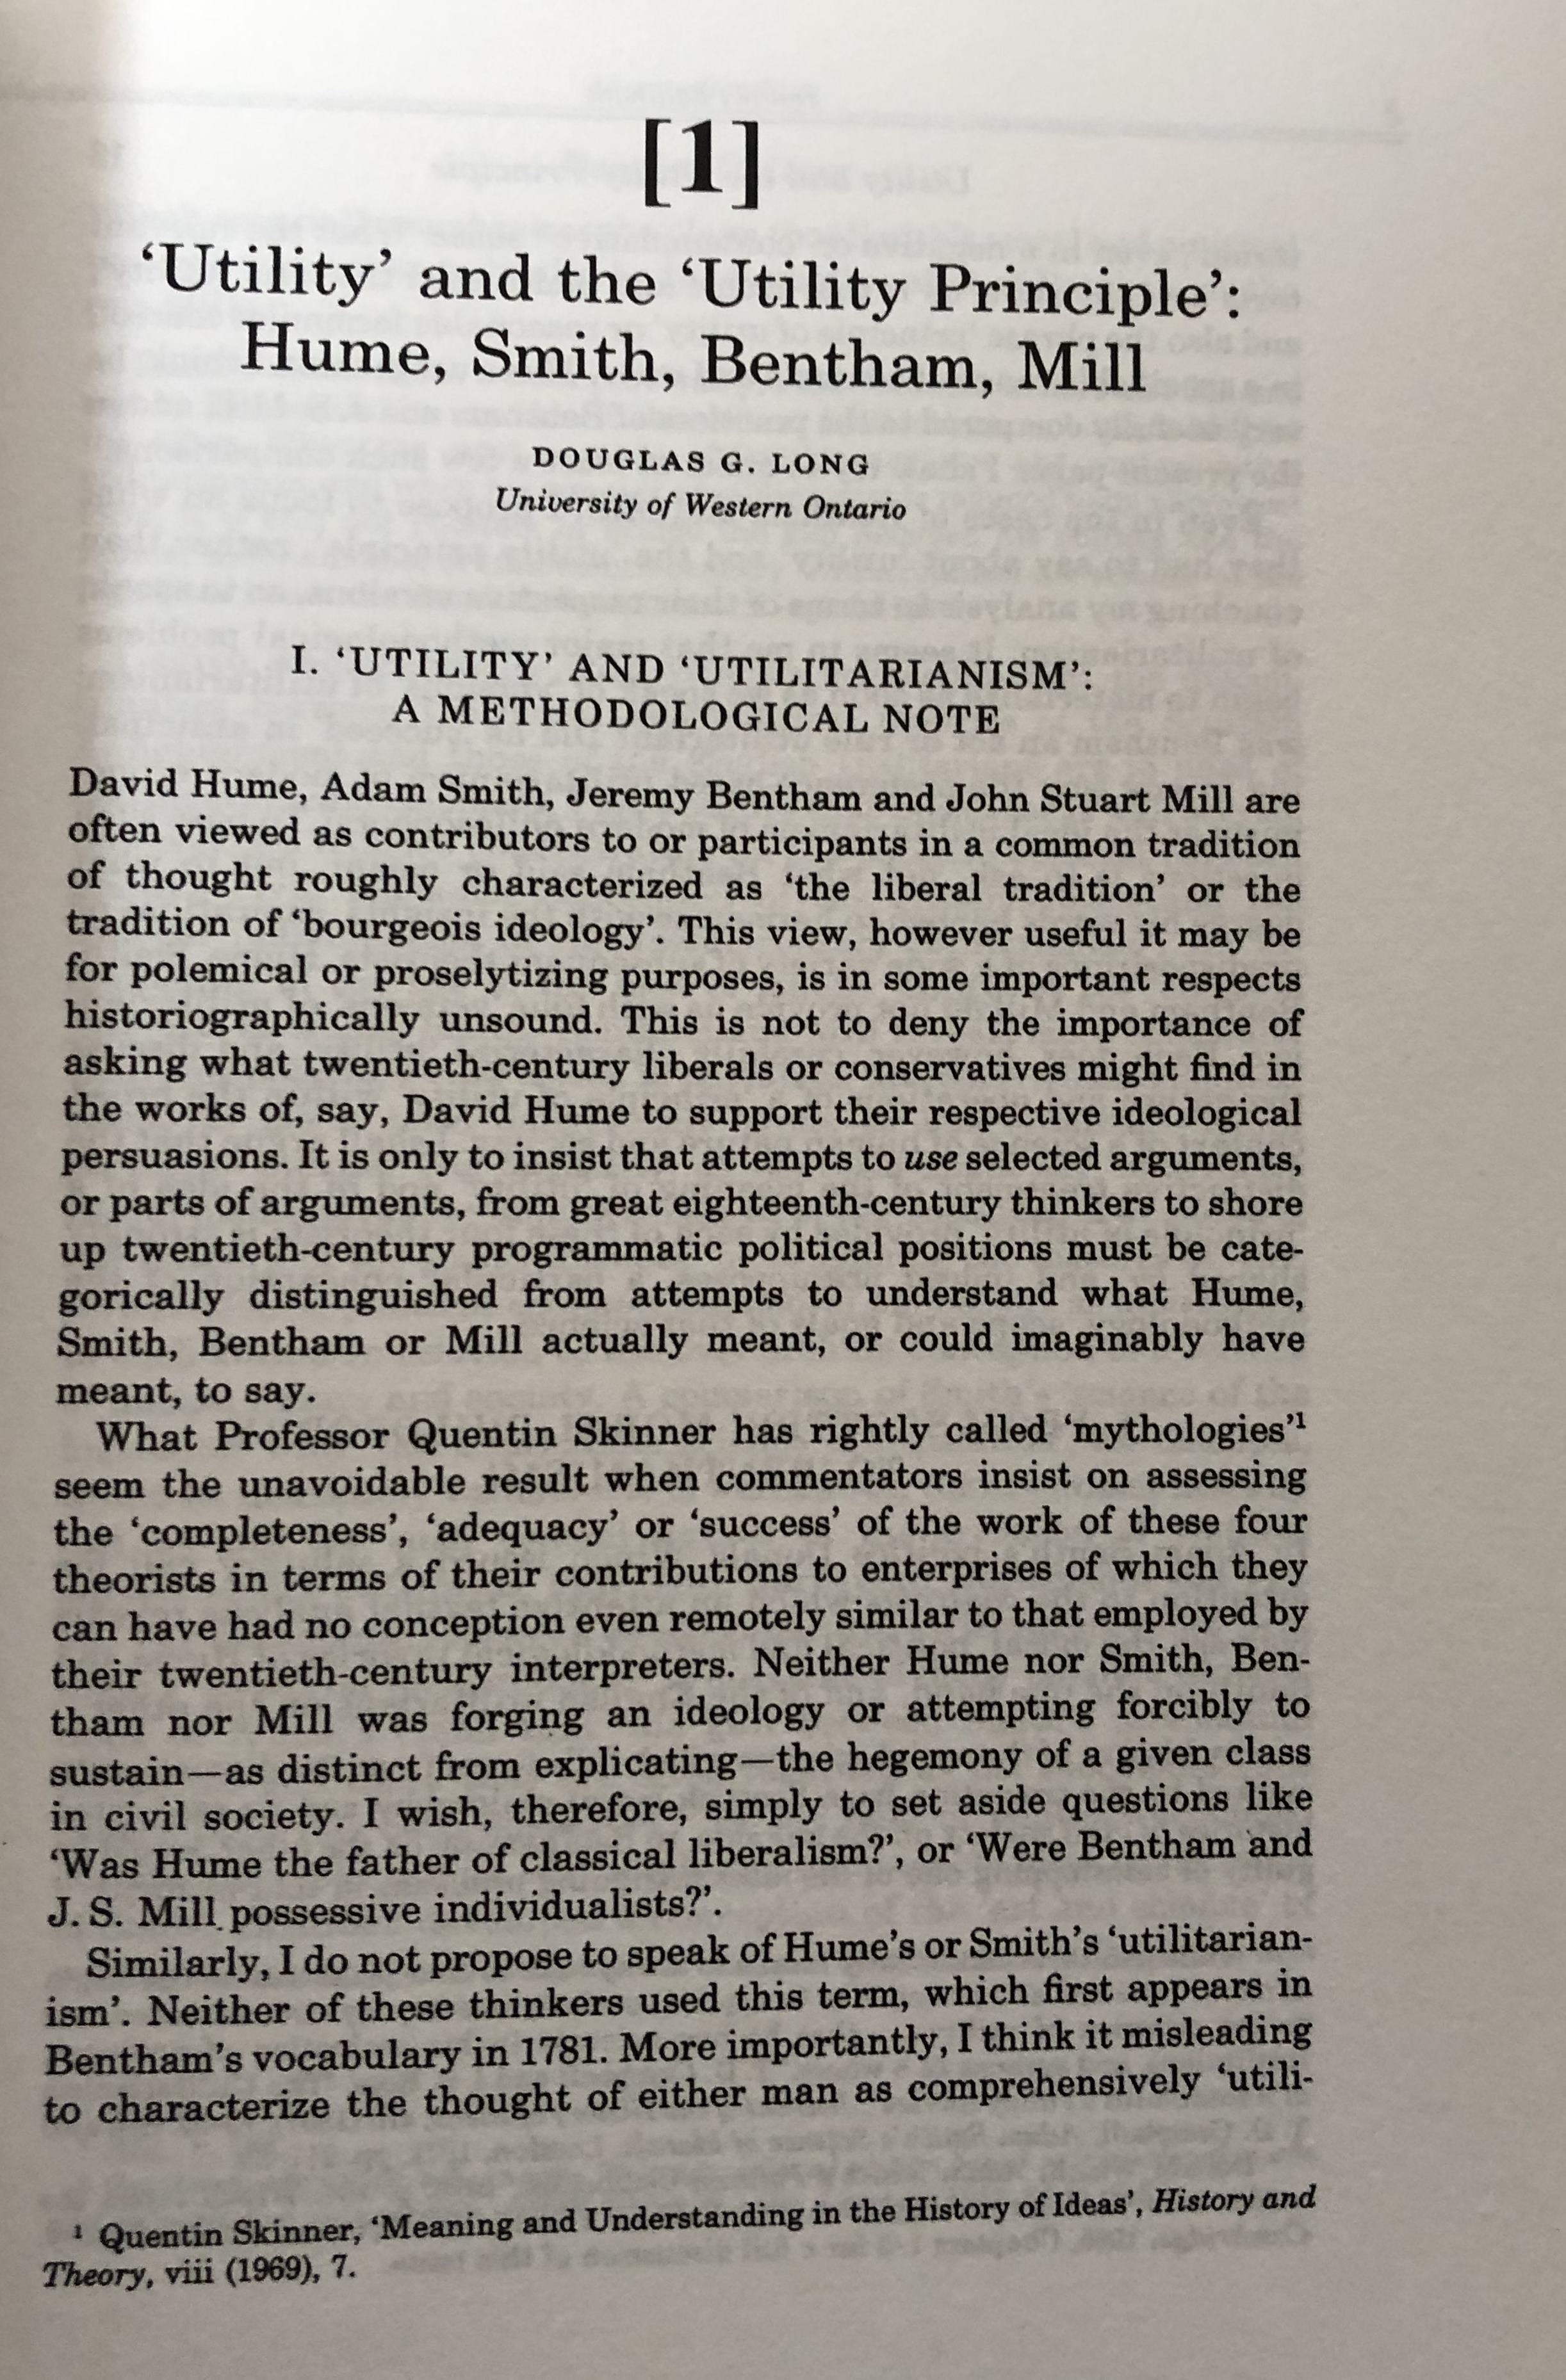 [1]
‘Utility’ and the ‘Utility Principle’:
Hume, Smith, Bentham, Mill
DOUGLAS G. LONG
University of Western Ontario
I. ‘UTILITY’ AND ‘UTILITARIANISM’:
A METHODOLOGICAL NOTE
David Hume, Adam Smith, Jeremy Bentham and John Stuart Mill are
often viewed as contributors to or participants in a common tradition
of thought roughly characterized as ‘the liberal tradition’ or the
tradition of ‘bourgeois ideology’. This view, however useful it may be
for polemical or proselytizing purposes, is in some important respects
historiographically unsound. This is not to deny the importance of
asking what twentieth-century liberals or conservatives might find in
the works of, say, David Hume to support their respective ideological
persuasions. It is only to insist that attempts to use selected arguments,
or parts of arguments, from great eighteenth-century thinkers to shore
up twentieth-century programmatic political positions must be cate-
gorically distinguished from attempts to understand what Hume,
Smith, Bentham or Mill actually meant, or could imaginably have
meant, to say.
What Professor Quentin Skinner has rightly called ‘mythologies’¹
seem the unavoidable result when commentators insist on assessing
the ‘completeness’, ‘adequacy’ or ‘success’ of the work of these four
theorists in terms of their contributions to enterprises of which they
can have had no conception even remotely similar to that employed by
their twentieth-century interpreters. Neither Hume nor Smith, Ben-
tham nor Mill was forging an ideology or attempting forcibly to
sustain—as distinct from explicating—the hegemony of a given class
in civil society. I wish, therefore, simply to set aside questions like
‘Was Hume the father of classical liberalism?’, or ‘Were Bentham and
J. S. Mill possessive individualists?’.
Similarly, I do not propose to speak of Hume’s or Smith’s ‘utilitarian-
ism’. Neither of these thinkers used this term, which first appears in
Bentham’s vocabulary in 1781. More importantly, I think it misleading
to characterize the thought of either man as comprehensively ‘utili-
¹ Quentin Skinner, ‘Meaning and Understanding in the History of Ideas’, History and
Theory, viii (1969), 7.